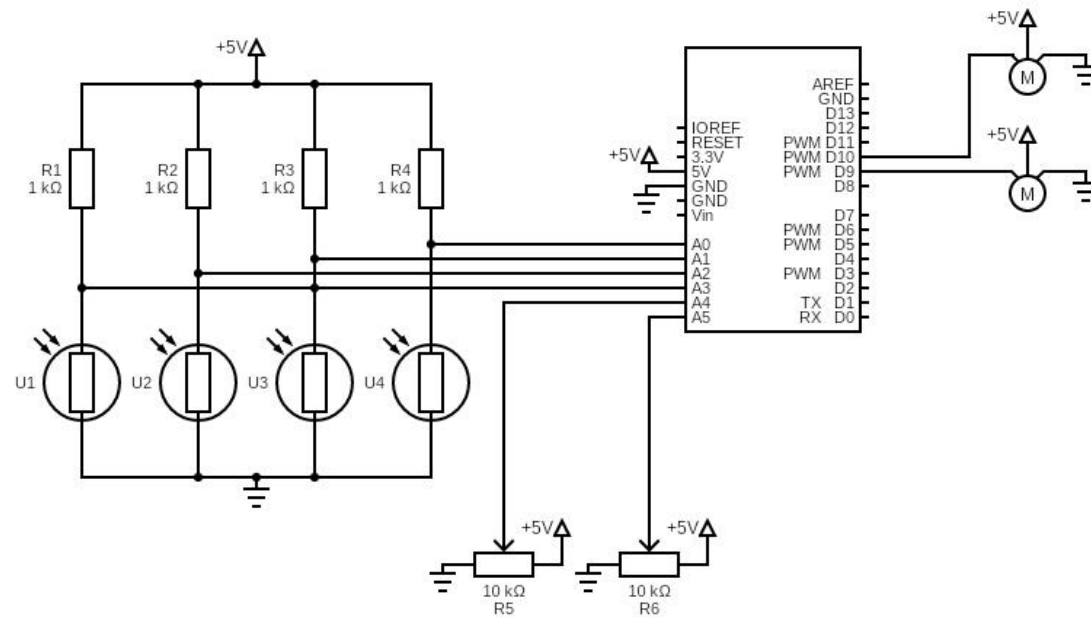 +5V
R1
1 kΩ
R2
1 kΩ
R3
1 kΩ
R4
1 kΩ
U1
U2
U3
U4
+5V
IOREF
RESET
3.3V
5V
GND
GND
Vin
A0
A1
A2
A3
A4
A5
AREF
GND
D13
D12
PWM D11
PWM D10
PWM D9
D8
D7
PWM D6
PWM D5
D4
PWM D3
D2
TX D1
RX D0
+5V
M
+5V
M
+5V
10 kΩ
R5
+5V
10 kΩ
R6